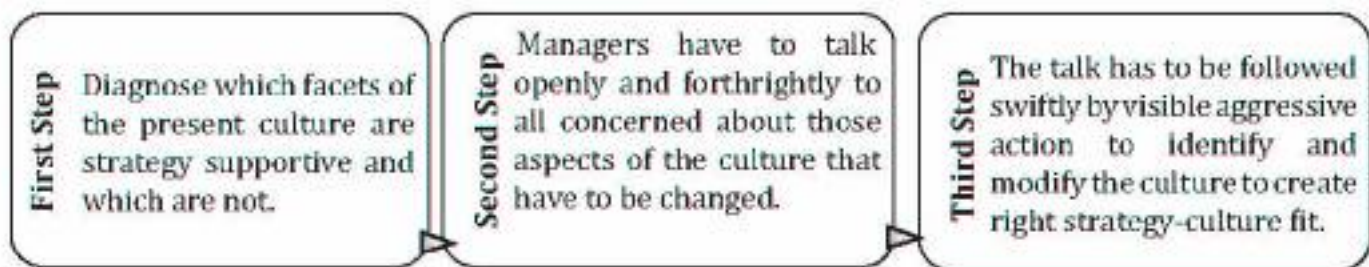 First Step
Diagnose which facets of
the present culture are
strategy supportive and
which are not.
Second Step
Managers have to talk
openly and forthrightly to
all concerned about those
aspects of the culture that
have to be changed.
Third Step
The talk has to be followed
swiftly by visible aggressive
action to identify and
modify the culture to create
right strategy-culture fit.